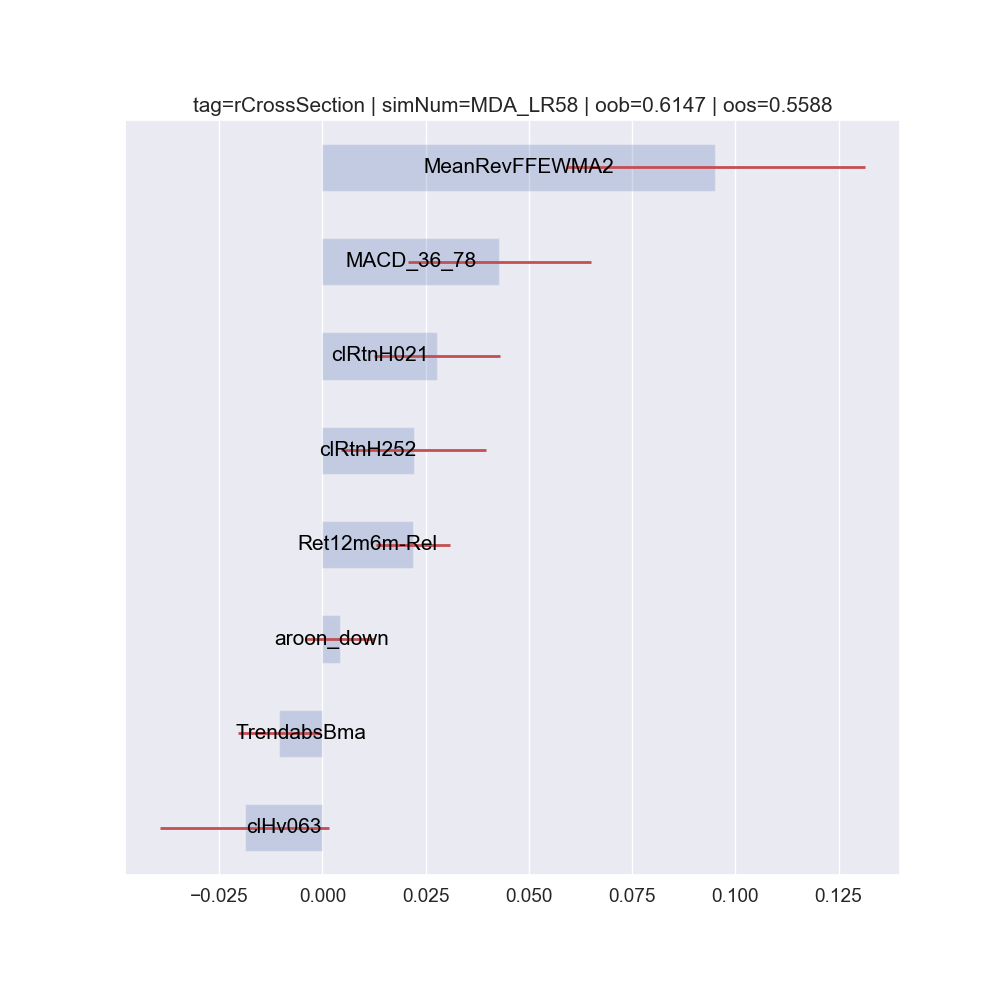 tag=rCrossSection | simNum=MDA_LR58 | oob=0.6147 | oos=0.5588
MeanRevFFEWMA2
MACD_36_78
clRtnH021
clRtnH252
Ret12m6m-Rel
aroon_down
TrendabsBma
clHv063
−0.025 0.000 0.025 0.050 0.075 0.100 0.125